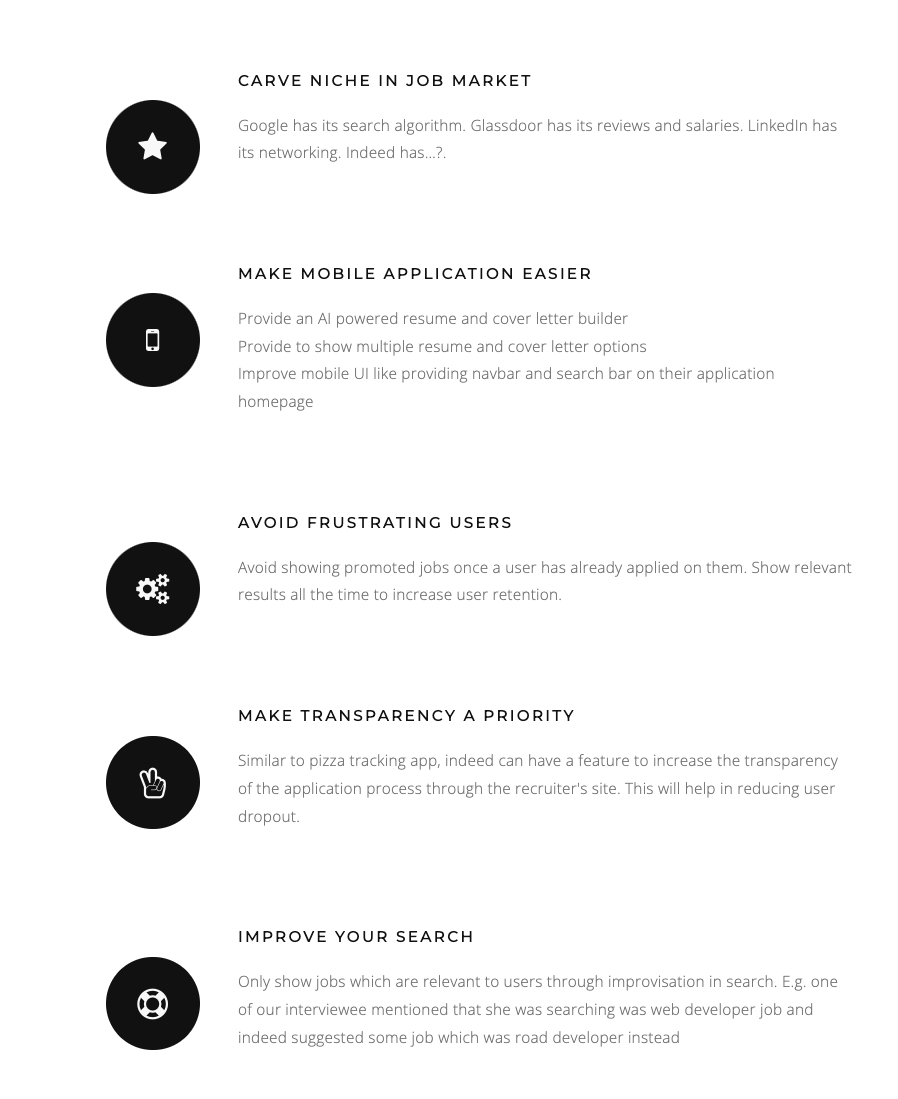 CARVE NICHE IN JOB MARKET
Google has its search algorithm. Glassdoor has its reviews and salaries. LinkedIn has
its networking. Indeed has...?.
MAKE MOBILE APPLICATION EASIER
Provide an AI powered resume and cover letter builder
Provide to show multiple resume and cover letter options
Improve mobile UI like providing navbar and search bar on their application
homepage
AVOID FRUSTRATING USERS
Avoid showing promoted jobs once a user has already applied on them. Show relevant
results all the time to increase user retention.
MAKE TRANSPARENCY A PRIORITY
Similar to pizza tracking app, indeed can have a feature to increase the transparency
of the application process through the recruiter's site. This will help in reducing user
dropout.
IMPROVE YOUR SEARCH
Only show jobs which are relevant to users through improvisation in search. E.g. one
of our interviewee mentioned that she was searching was web developer job and
indeed suggested some job which was road developer instead